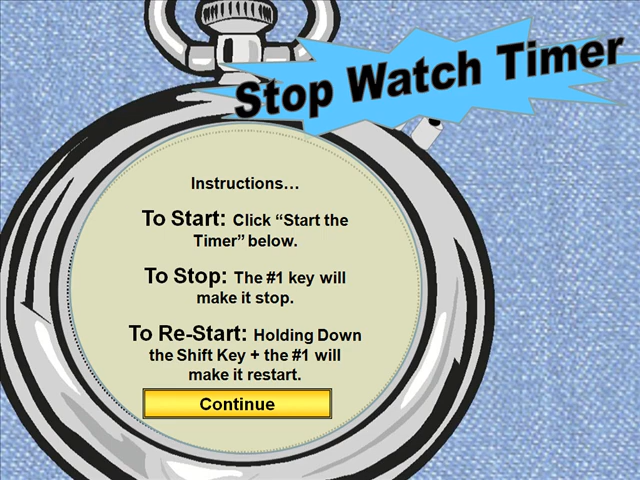 Stop Watch Timer
Instructions…
To Start: Click “Start the
Timer” below.
To Stop: The #1 key will
make it stop.
To Re-Start: Holding Down
the Shift Key + the #1 will
make it restart.
Continue